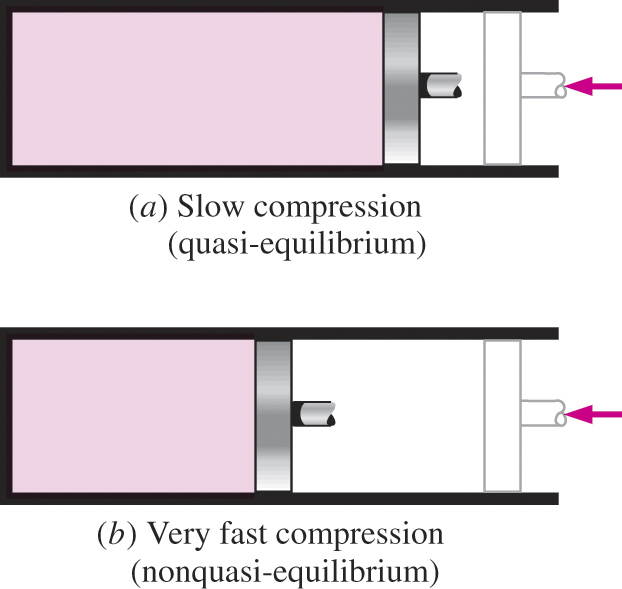 (a) Slow compression
(quasi-equilibrium)
(b) Very fast compression
(nonquasi-equilibrium)